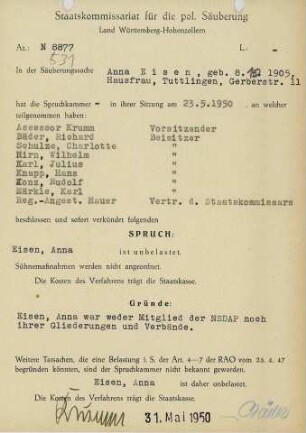 Staatskommissariat für die pol. Säuberung
Land Württemberg-Hohenzollern
Az.: N 8877
L.: -
531
In der Säuberungssache Anna Eisen, geb. 8. 1905,
Hausfrau, Tuttlingen, Gerberstr. 11
hat die Spruchkammer - in ihrer Sitzung am 23.5.1950 an welcher
teilgenommen haben:
Assessor Krumm Vorsitzender
Bäder, Richard Beisitzer
Schulze, Charlotte "
Hirn, Wilhelm "
Karl, Julius "
Knapp, Hans "
Konz, Rudolf "
Märkle, Karl "
Reg.-Angest. Mauer Vertr. d. Staatskommissars
beschlossen und sofort verkündet folgenden
SPRUCH:
Eisen, Anna
ist unbelastet.
Sühnemaßnahmen werden nicht angeordnet.
Die Kosten des Verfahrens trägt die Staatskasse.
Gründe:
Eisen, Anna war weder Mitglied der NSDAP noch
ihrer Gliederungen und Verbände.
Weitere Tatsachen, die eine Belastung i. S. der Art. 4-7 der RAO vom 26. 4. 47
begründen könnten, sind der Spruchkammer nicht bekannt geworden.
Eisen, Anna ist daher unbelastet.
Die Kosten des Verfahrens trägt die Staatskasse.
Krumm 31. Mai 1950